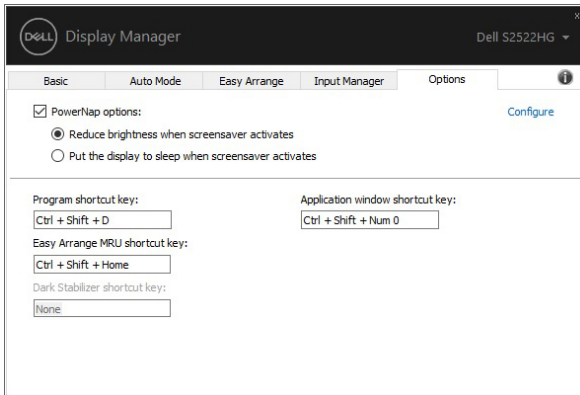 DELL Display Manager
Dell S2522HG
Basic Auto Mode Easy Arrange Input Manager Options
PowerNap options: Configure
Reduce brightness when screensaver activates
Put the display to sleep when screensaver activates
Program shortcut key: Application window shortcut key:
Ctrl + Shift + D Ctrl + Shift + Num 0
Easy Arrange MRU shortcut key:
Ctrl + Shift + Home
Dark Stabilizer shortcut key:
None